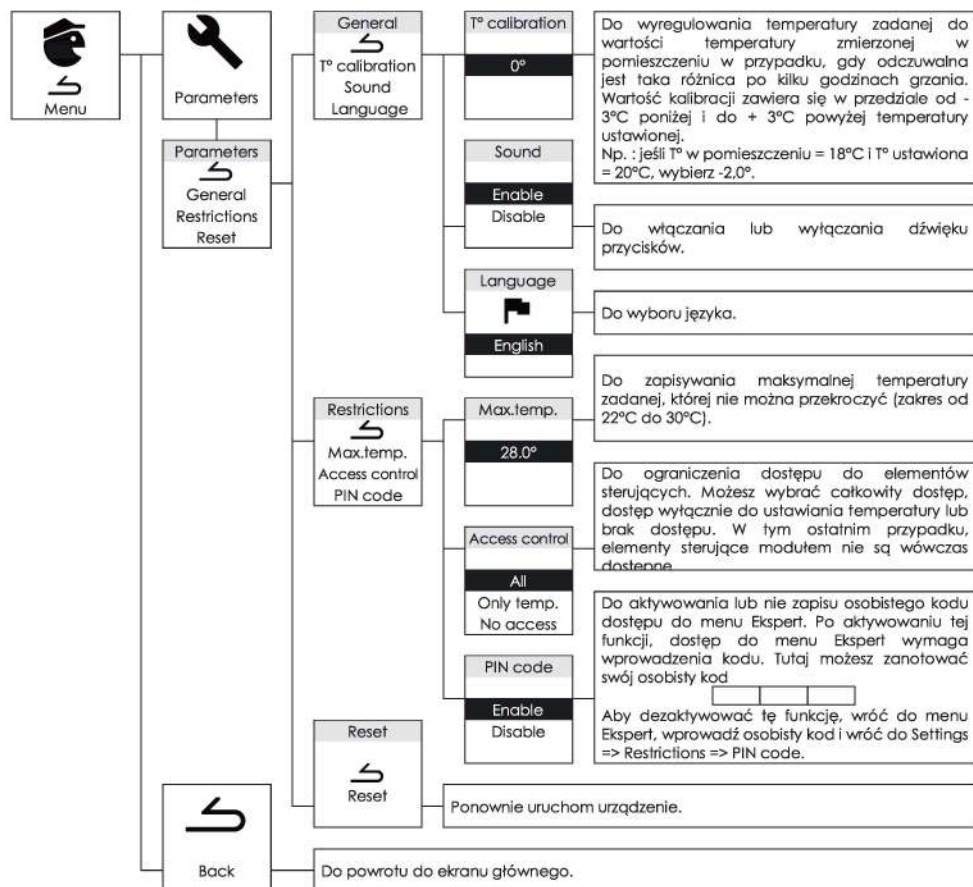 Menu
Parameters
Parameters
General
Restrictions
Reset
General
T° calibration
Sound
Language
T° calibration
0°
Do wyregulowania temperatury zadanej do
wartości temperatury zmierzonej w
pomieszczeniu w przypadku, gdy odczuwalna
jest taka różnica po kilku godzinach grzania.
Wartość kalibracji zawiera się w przedziale od -
3°C poniżej i do + 3°C powyżej temperatury
ustawionej.
Np. : jeśli T° w pomieszczeniu = 18°C i T° ustawiona
= 20°C, wybierz -2,0°.
Sound
Enable
Disable
Do włączania lub wyłączania dźwięku
przycisków.
Language
English
Do wyboru języka.
Restrictions
Max.temp.
Access control
PIN code
Max.temp.
28.0°
Do zapisywania maksymalnej temperatury
zadanej, której nie można przekroczyć (zakres od
22°C do 30°C).
Access control
All
Only temp.
No access
Do ograniczenia dostępu do elementów
sterujących. Możesz wybrać całkowity dostęp,
dostęp wyłącznie do ustawiania temperatury lub
brak dostępu. W tym ostatnim przypadku,
elementy sterujące modułem nie są wówczas
dostępne
PIN code
Enable
Disable
Do aktywowania lub nie zapisu osobistego kodu
dostępu do menu Ekspert. Po aktywowaniu tej
funkcji, dostęp do menu Ekspert wymaga
wprowadzenia kodu. Tutaj możesz zanotować
swój osobisty kod
Aby dezaktywować tę funkcję, wróć do menu
Ekspert, wprowadź osobisty kod i wróć do Settings
=> Restrictions => PIN code.
Reset
Reset
Ponownie uruchom urządzenie.
Back
Do powrotu do ekranu głównego.